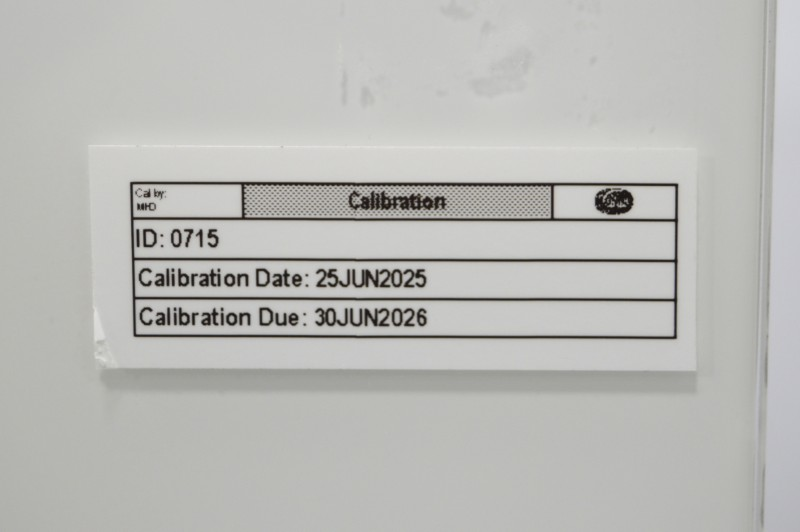 Cal by:
MHD
Calibration
ID: 0715
Calibration Date: 25JUN2025
Calibration Due: 30JUN2026